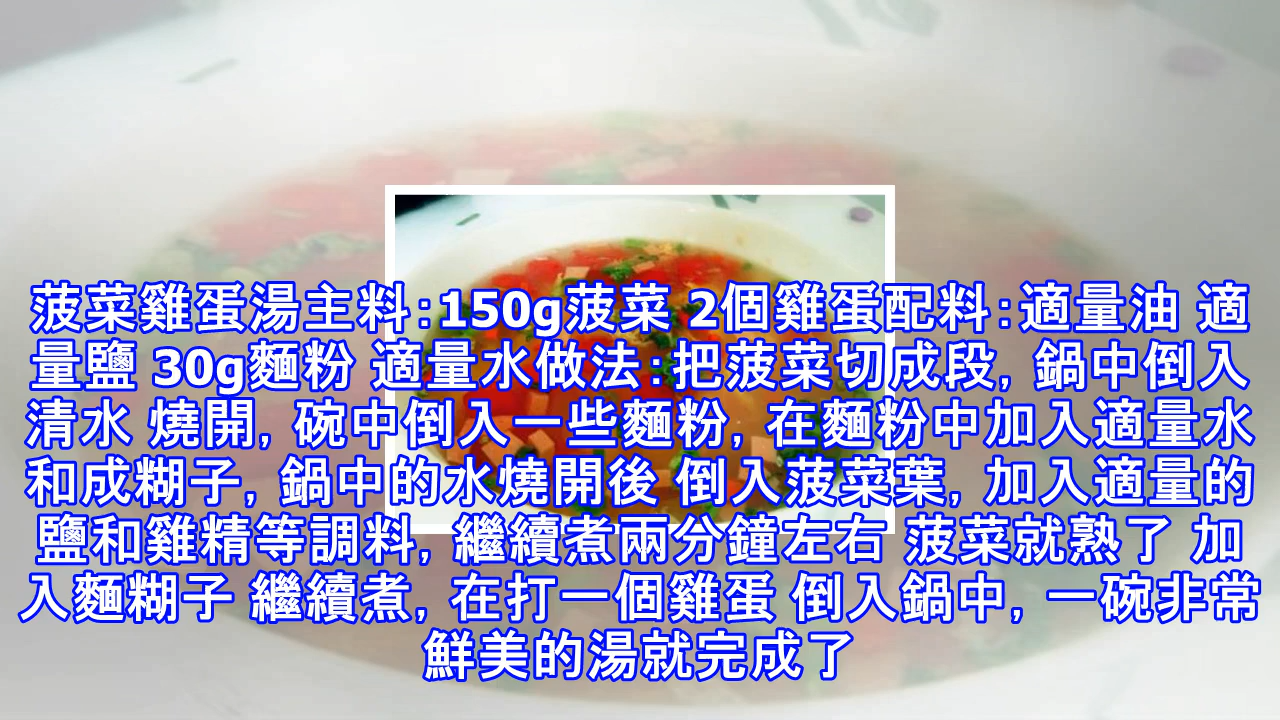 菠菜雞蛋湯主料:150g菠菜 2個雞蛋配料:適量油 適
量鹽 30g麵粉 適量水做法:把菠菜切成段, 鍋中倒入
清水 燒開, 碗中倒入一些麵粉, 在麵粉中加入適量水
和成糊子, 鍋中的水燒開後 倒入菠菜葉, 加入適量的
鹽和雞精等調料, 繼續煮兩分鐘左右 菠菜就熟了 加
入麵糊子 繼續煮, 在打一個雞蛋 倒入鍋中, 一碗非常
鮮美的湯就完成了